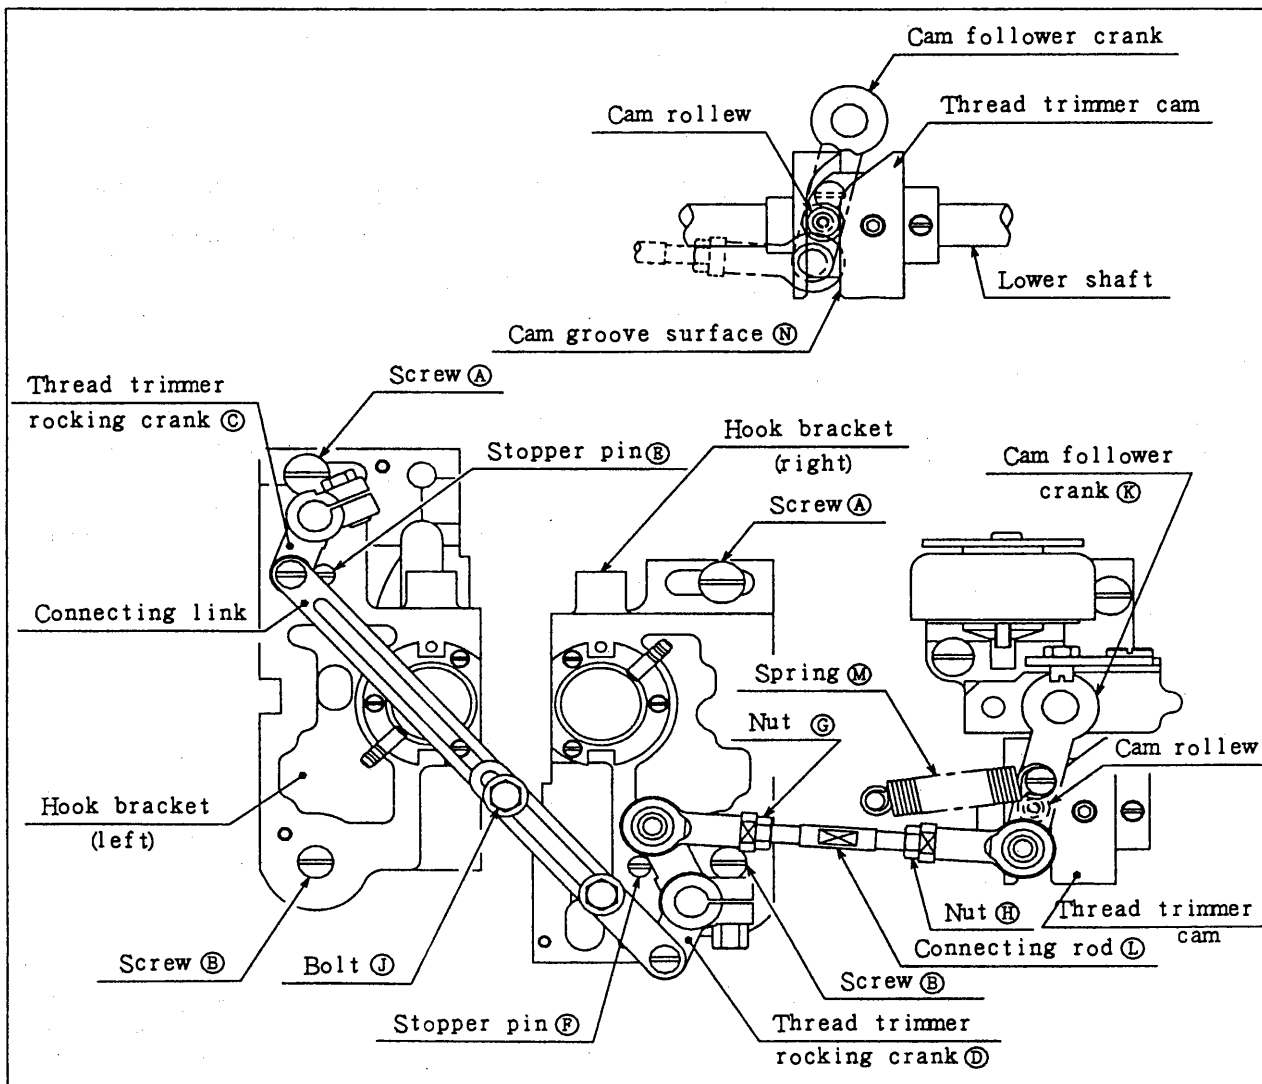 Cam follower crank
Cam rollew
Thread trimmer cam
Lower shaft
Cam groove surface Ⓝ
Thread trimmer
rocking crank Ⓒ
Screw Ⓐ
Stopper pin Ⓔ
Hook bracket
(right)
Screw Ⓐ
Cam follower
crank Ⓚ
Connecting link
Spring Ⓜ
Nut Ⓖ
Cam rollew
Hook bracket
(left)
Screw Ⓑ
Bolt Ⓙ
Stopper pin Ⓕ
Nut Ⓗ
Thread trimmer
cam
Connecting rod Ⓛ
Screw Ⓑ
Thread trimmer
rocking crank Ⓓ